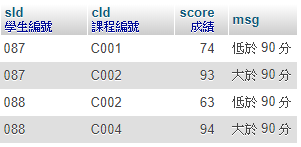 sId cId score msg
學生編號 課程編號 成績
087 C001 74 低於 90 分
087 C002 93 大於 90 分
088 C002 63 低於 90 分
088 C004 94 大於 90 分